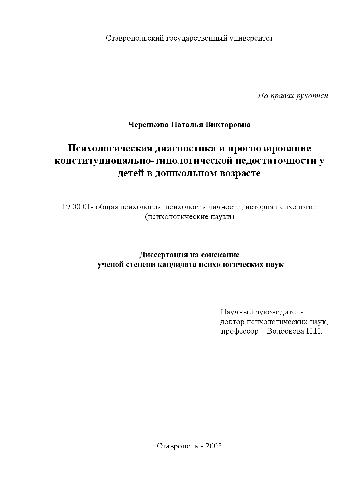 Ставропольский государственный университет
На правах рукописи
Черепкова Наталья Викторовна
Психологическая диагностика и прогнозирование
конституционально-типологической недостаточности у
детей в дошкольном возрасте
19.00.01- общая психология, психология личности, история психологии
(психологические науки)
Диссертация на соискание
ученой степени кандидата психологических наук
Научный руководитель
доктор психологических наук,
профессор
Ставрополь -